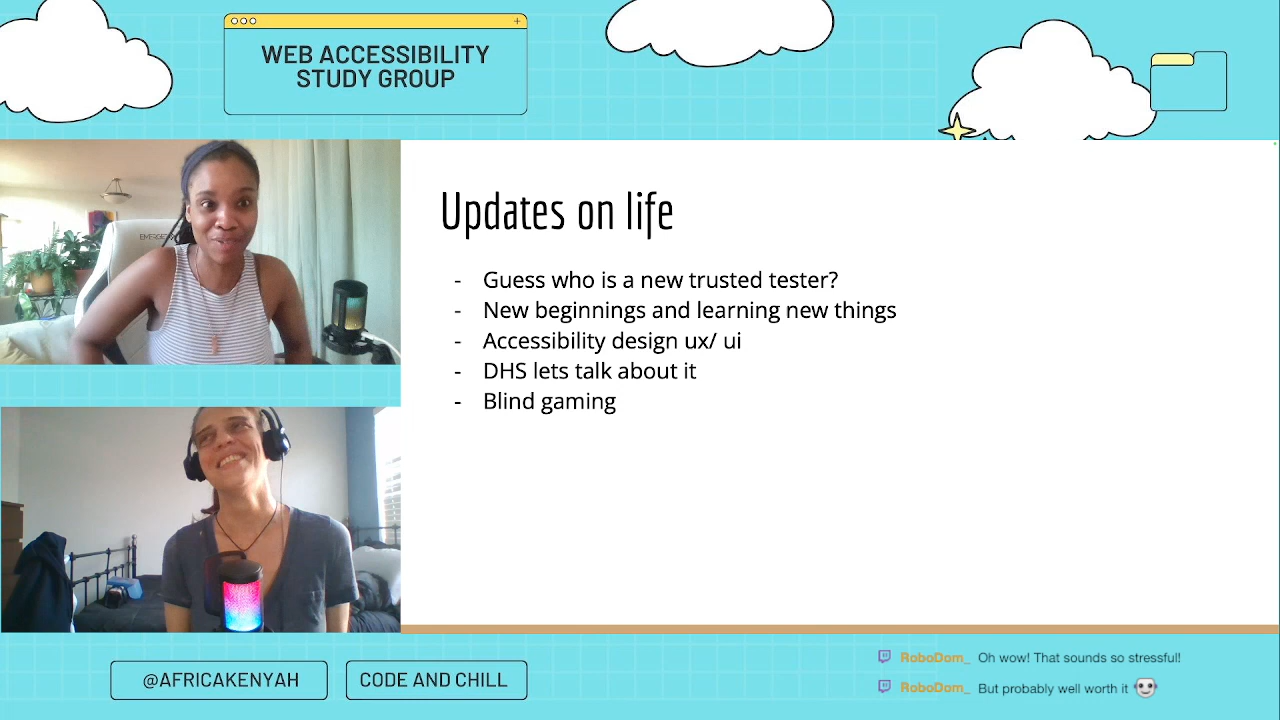 WEB ACCESSIBILITY
STUDY GROUP
Updates on life
- Guess who is a new trusted tester?
- New beginnings and learning new things
- Accessibility design ux/ ui
- DHS lets talk about it
- Blind gaming
@AFRICAKENYAH
CODE AND CHILL
RoboDom_ Oh wow! That sounds so stressful!
RoboDom_ But probably well worth it